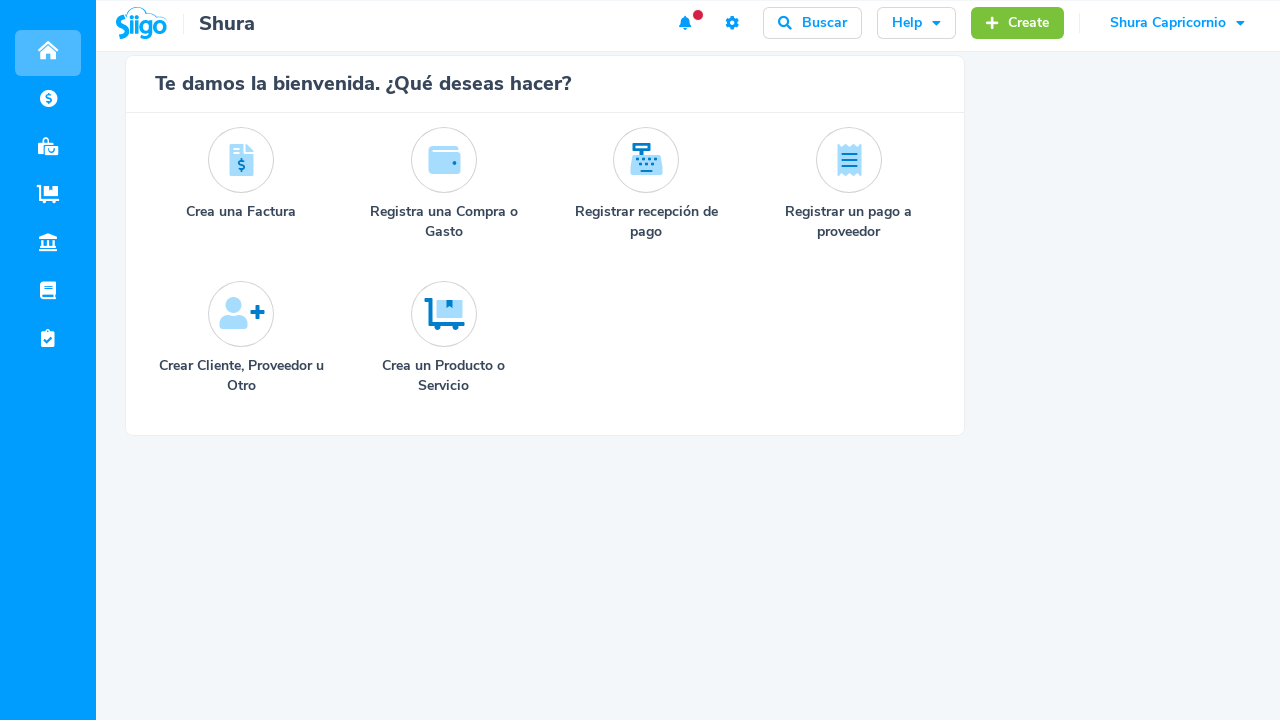 Siigo
Shura
Buscar
Help
Create
Shura Capricornio
Te damos la bienvenida. ¿Qué deseas hacer?
Crea una Factura
Registra una Compra o
Gasto
Registrar recepción de
pago
Registrar un pago a
proveedor
Crear Cliente, Proveedor u
Otro
Crea un Producto o
Servicio